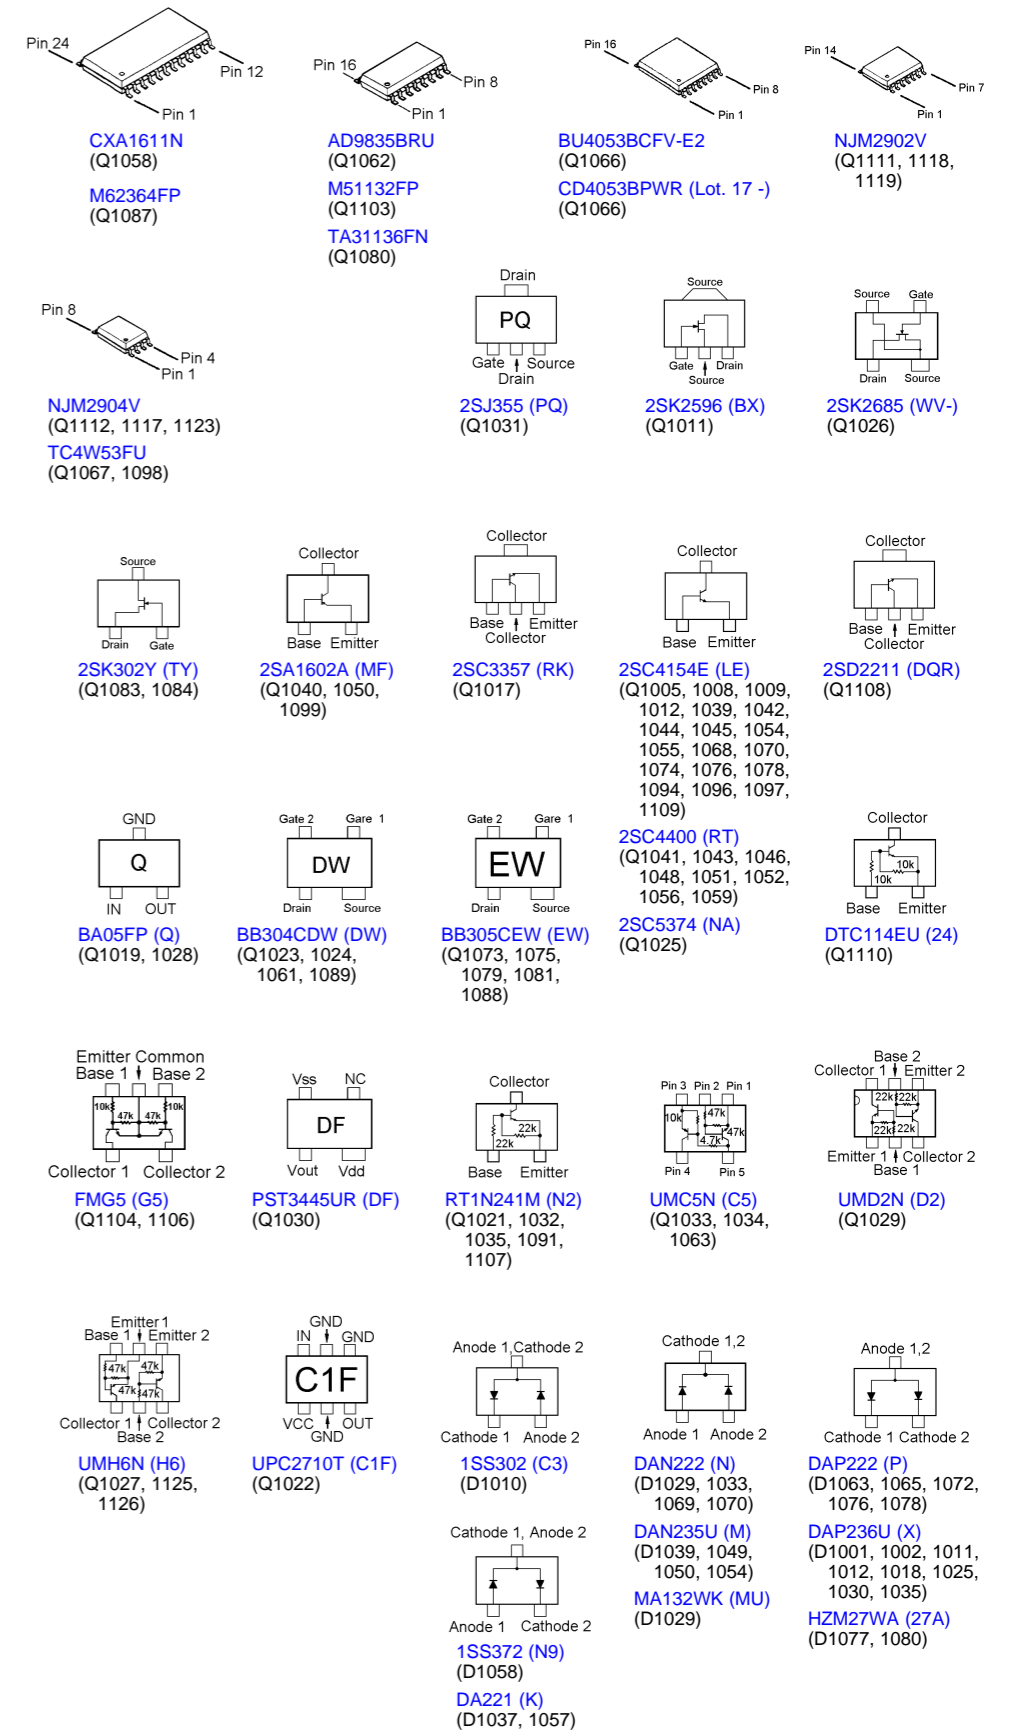 Pin 24
Pin 12
Pin 1
CXA1611N
(Q1058)
M62364FP
(Q1087)
Pin 16
Pin 8
Pin 1
AD9835BRU
(Q1062)
M51132FP
(Q1103)
TA31136FN
(Q1080)
Pin 16
Pin 8
Pin 1
BU4053BCFV-E2
(Q1066)
CD4053BPWR (Lot. 17 -)
(Q1066)
Pin 14
Pin 7
Pin 1
NJM2902V
(Q1111, 1118,
1119)
Pin 8
Pin 4
Pin 1
NJM2904V
(Q1112, 1117, 1123)
TC4W53FU
(Q1067, 1098)
Drain
PQ
Gate Source
Drain
2SJ355 (PQ)
(Q1031)
Source
Gate Drain
Source
2SK2596 (BX)
(Q1011)
Source Gate
Drain Source
2SK2685 (WV-)
(Q1026)
Source
Drain Gate
2SK302Y (TY)
(Q1083, 1084)
Collector
Base Emitter
2SA1602A (MF)
(Q1040, 1050,
1099)
Collector
Base Emitter
Collector
2SC3357 (RK)
(Q1017)
Collector
Base Emitter
2SC4154E (LE)
(Q1005, 1008, 1009,
1012, 1039, 1042,
1044, 1045, 1054,
1055, 1068, 1070,
1074, 1076, 1078,
1094, 1096, 1097,
1109)
2SC4400 (RT)
(Q1041, 1043, 1046,
1048, 1051, 1052,
1056, 1059)
2SC5374 (NA)
(Q1025)
Collector
Base Emitter
Collector
2SD2211 (DQR)
(Q1108)
GND
Q
IN OUT
BA05FP (Q)
(Q1019, 1028)
Gate 2 Gare 1
DW
Drain Source
BB304CDW (DW)
(Q1023, 1024,
1061, 1089)
Gate 2 Gare 1
EW
Drain Source
BB305CEW (EW)
(Q1073, 1075,
1079, 1081,
1088)
Collector
10k
10k
Base Emitter
DTC114EU (24)
(Q1110)
Emitter Common
Base 1 Base 2
10k 10k
47k 47k
Collector 1 Collector 2
FMG5 (G5)
(Q1104, 1106)
Vss NC
DF
Vout Vdd
PST3445UR (DF)
(Q1030)
Collector
22k
22k
Base Emitter
RT1N241M (N2)
(Q1021, 1032,
1035, 1091,
1107)
Pin 3 Pin 2 Pin 1
10k 47k
47k
4.7k
Pin 4 Pin 5
UMC5N (C5)
(Q1033, 1034,
1063)
Base 2
Collector 1 Emitter 2
22k 22k
22k 22k
Emitter 1 Collector 2
Base 1
UMD2N (D2)
(Q1029)
Emitter 1
Base 1 Emitter 2
47k 47k
47k 47k
Collector 1 Collector 2
Base 2
UMH6N (H6)
(Q1027, 1125,
1126)
GND
IN GND
C1F
VCC OUT
GND
UPC2710T (C1F)
(Q1022)
Anode 1,Cathode 2
Cathode 1 Anode 2
1SS302 (C3)
(D1010)
Cathode 1, Anode 2
Anode 1 Cathode 2
1SS372 (N9)
(D1058)
DA221 (K)
(D1037, 1057)
Cathode 1,2
Anode 1 Anode 2
DAN222 (N)
(D1029, 1033,
1069, 1070)
DAN235U (M)
(D1039, 1049,
1050, 1054)
MA132WK (MU)
(D1029)
Anode 1,2
Cathode 1 Cathode 2
DAP222 (P)
(D1063, 1065, 1072,
1076, 1078)
DAP236U (X)
(D1001, 1002, 1011,
1012, 1018, 1025,
1030, 1035)
HZM27WA (27A)
(D1077, 1080)